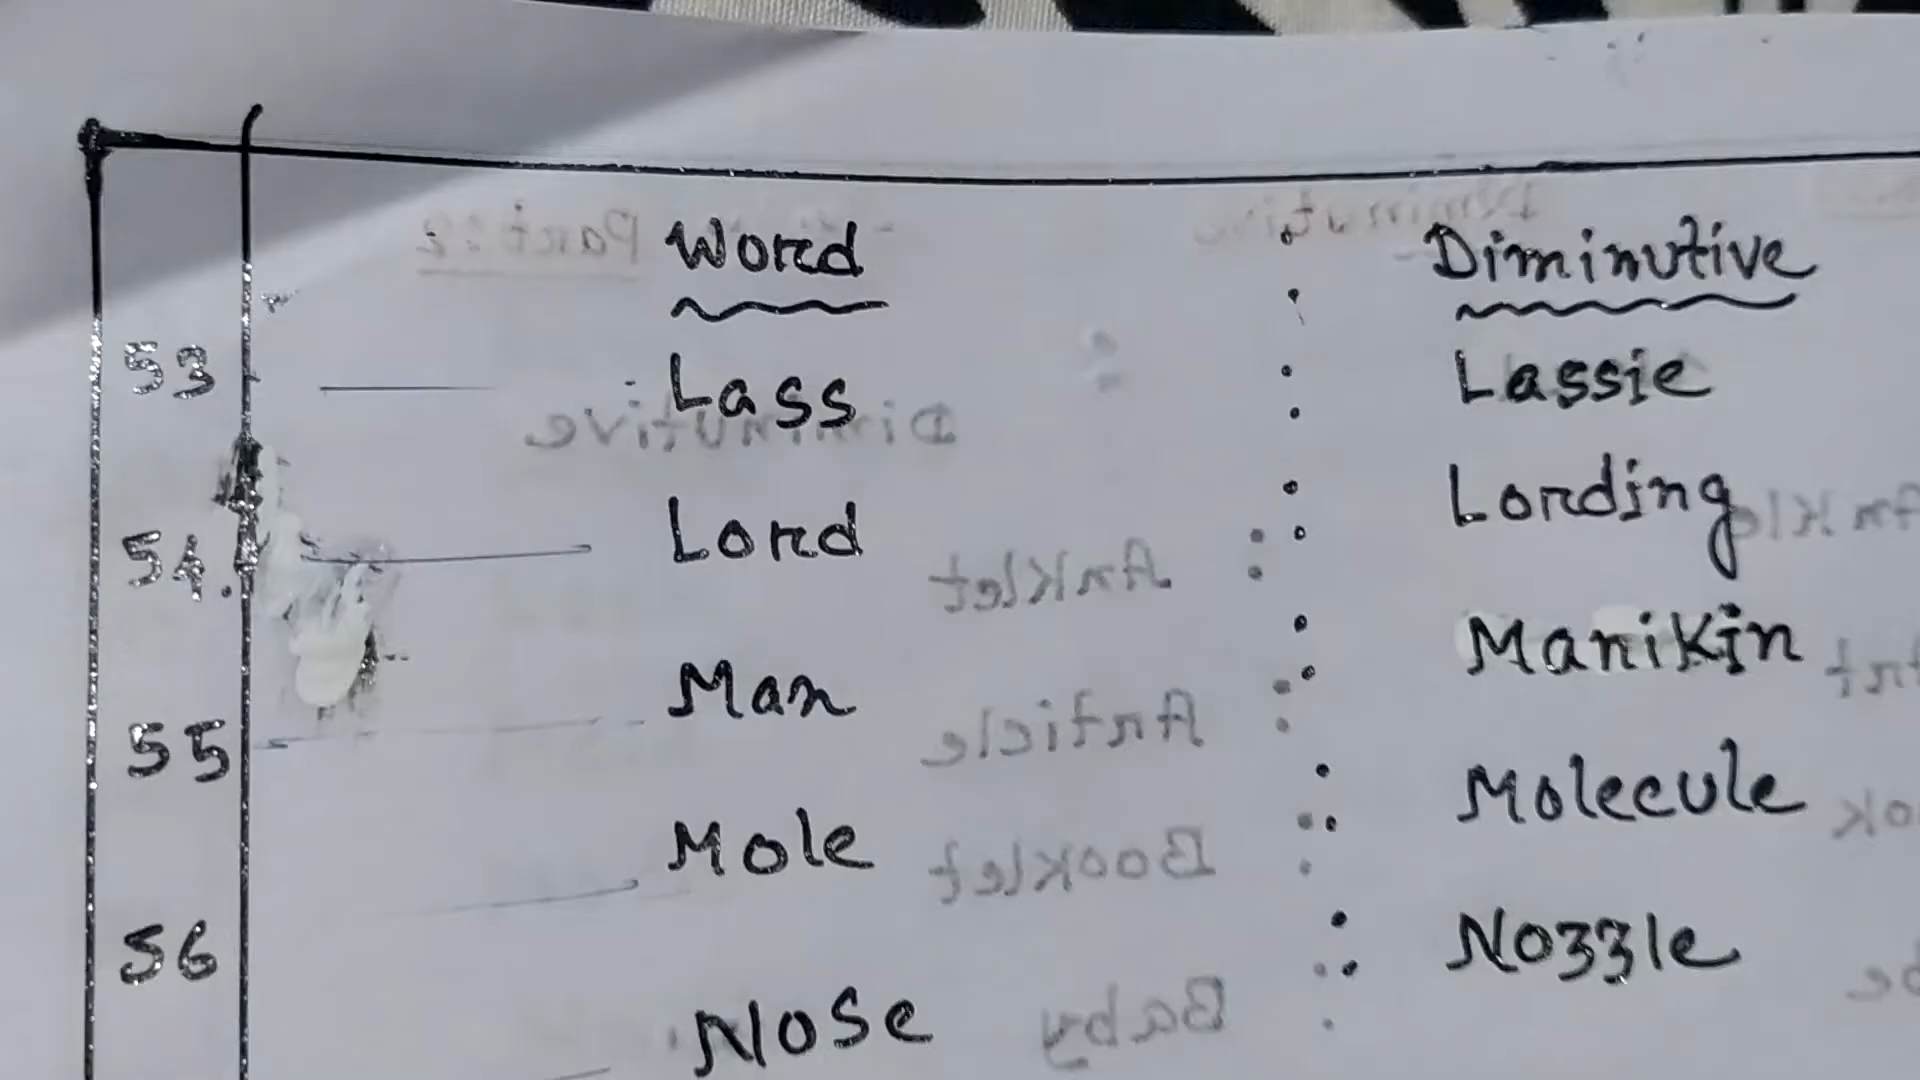 Word : Diminutive
53 Lass : Lassie
54. Lord : Lording
55 Man : Manikin
56 Mole : Molecule
Nose : Nozzle